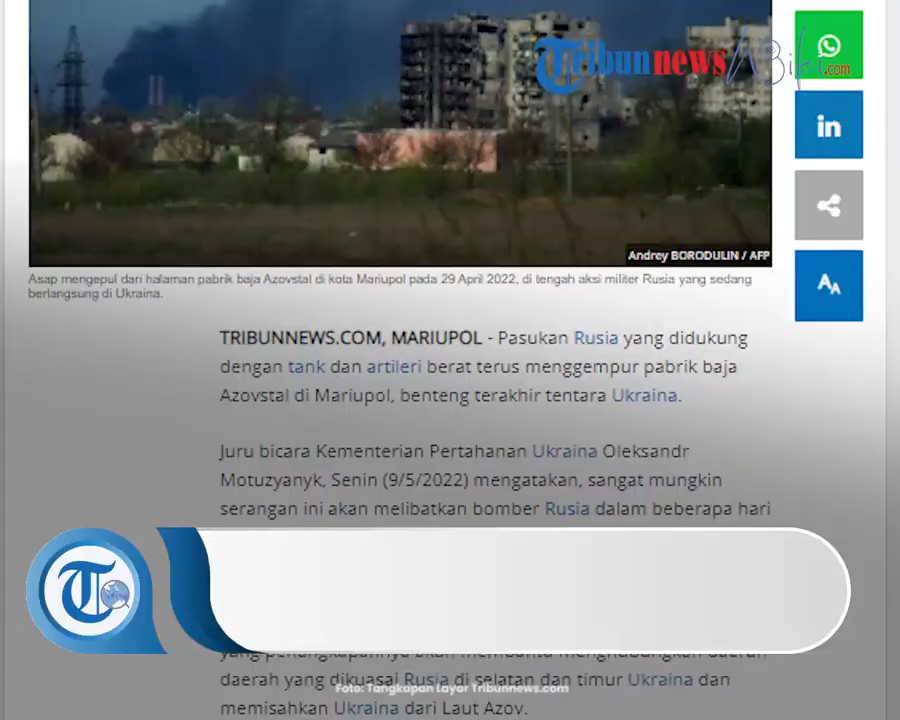 Tribunnews
.com
in
Andrey BORODULIN / AFP
AA
Asap mengepul dari halaman pabrik baja Azovstal di kota Mariupol pada 29 April 2022, di tengah aksi militer Rusia yang sedang
berlangsung di Ukraina.
TRIBUNNEWS.COM, MARIUPOL - Pasukan Rusia yang didukung
dengan tank dan artileri berat terus menggempur pabrik baja
Azovstal di Mariupol, benteng terakhir tentara Ukraina.
Juru bicara Kementerian Pertahanan Ukraina Oleksandr
Motuzyanyk, Senin (9/5/2022) mengatakan, sangat mungkin
serangan ini akan melibatkan bomber Rusia dalam beberapa hari
T
daerah yang dikuasai Rusia di selatan dan timur Ukraina dan
Foto: Tangkapan Layar Tribunnews.com
memisahkan Ukraina dari Laut Azov.